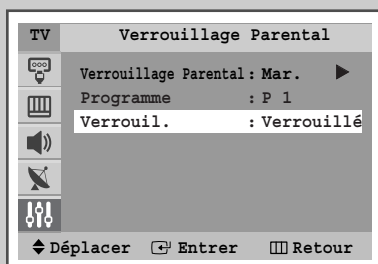 TV
Verrouillage Parental
Verrouillage Parental : Mar.
Programme : P 1
Verrouil. : Verrouillé
Déplacer Entrer Retour